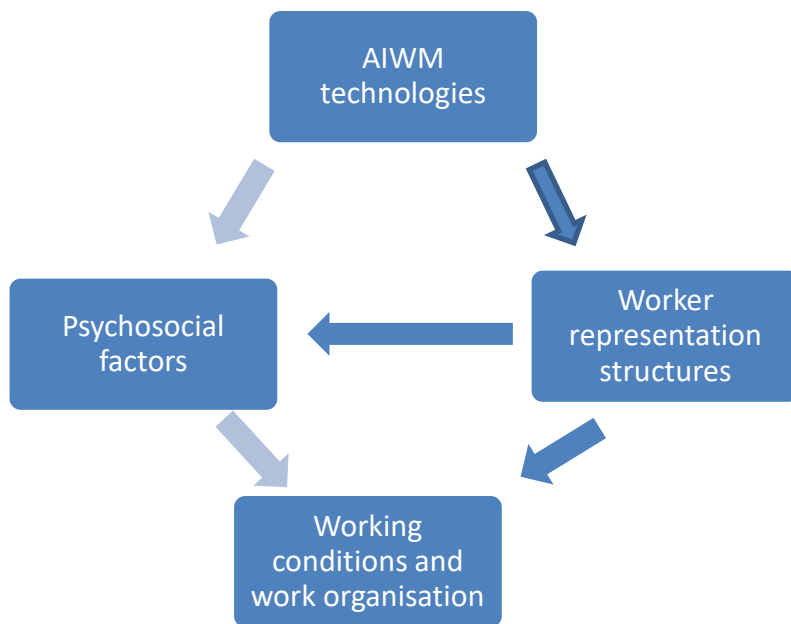 AIWM
technologies
Psychosocial
factors
Worker
representation
structures
Working
conditions and
work organisation